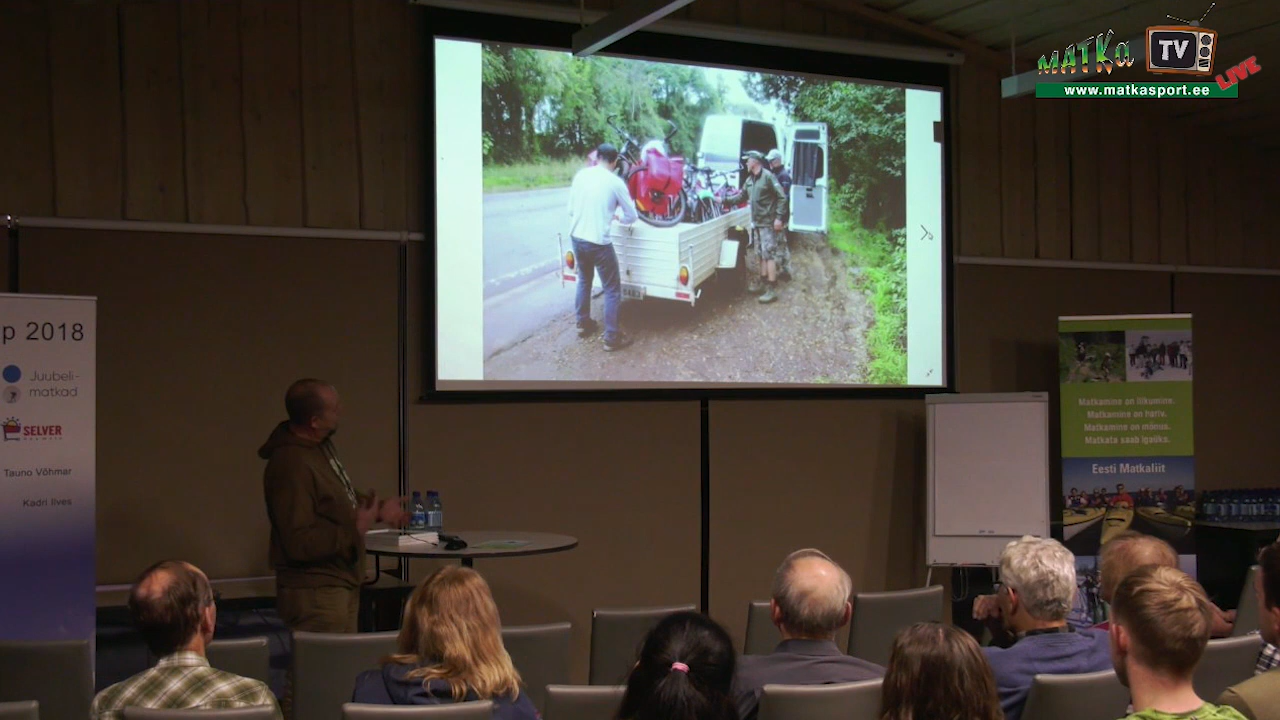 MATKa
TV
LIVE
www.matkasport.ee
p 2018
Juubeli-
matkad
SELVER
Tauno Võhmar
Kadri Ilves
Matkamine on liikumine.
Matkamine on hariv.
Matkamine on mõnus.
Matkata saab igaüks.
Eesti Matkaliit